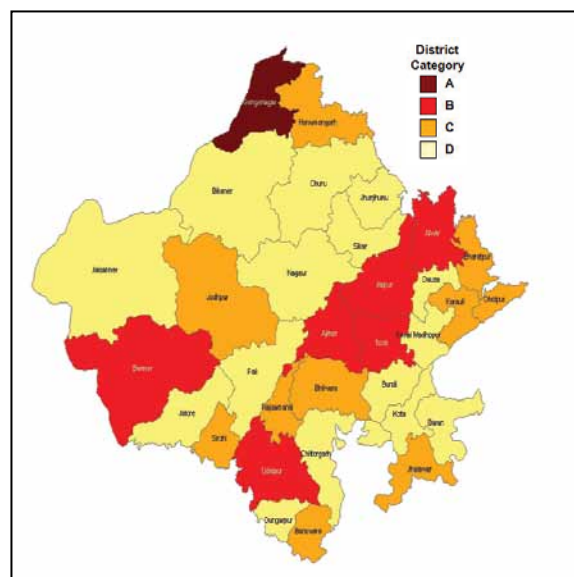 District
Category
A
B
C
D
Ganganagar
Hanumangarh
Bikaner
Churu
Jhunjhunu
Sikar
Alwar
Jaisalmer
Nagaur
Bharatpur
Jaipur
Dausa
Jodhpur
Karauli
Dholpur
Ajmer
Tonk
Sawai Madhopur
Barmer
Pali
Bhilwara
Bundi
Rajsamand
Jalore
Kota
Baran
Sirohi
Chittorgarh
Udaipur
Jhalawar
Dungarpur
Banswara